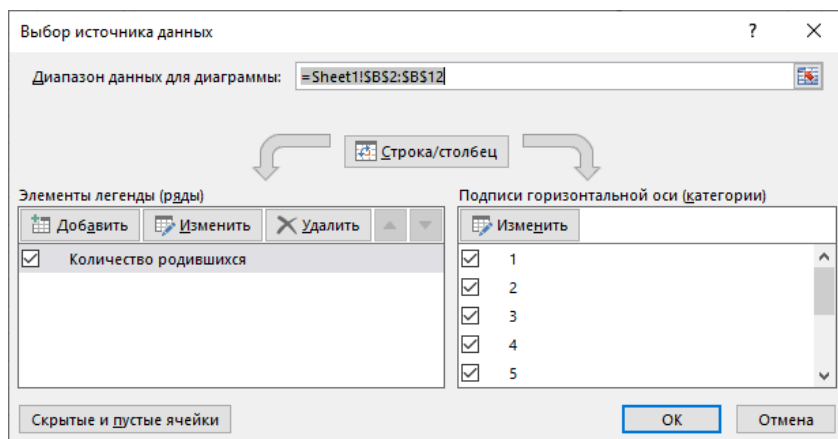 Выбор источника данных ? ×
Диапазон данных для диаграммы: =Sheet1!$B$2:$B$12
Строка/столбец
Элементы легенды (ряды)
Добавить Изменить Удалить
Количество родившихся
Подписи горизонтальной оси (категории)
Изменить
1
2
3
4
5
Скрытые и пустые ячейки OK Отмена